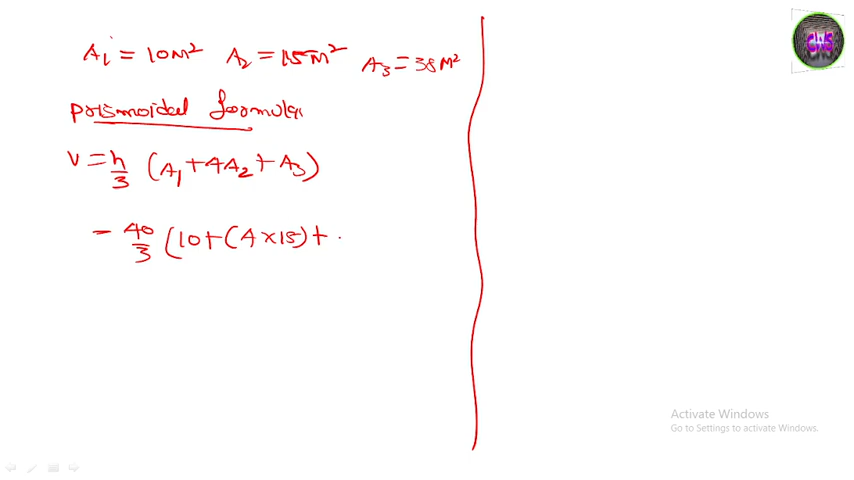 A₁ = 10M² A₂ = 15M² A₃ = 38M²
Prismoidal formula
V = h/3 (A₁ + 4A₂ + A₃)
= 40/3 (10 + (4 × 15) + .
CWS
Activate Windows
Go to Settings to activate Windows.